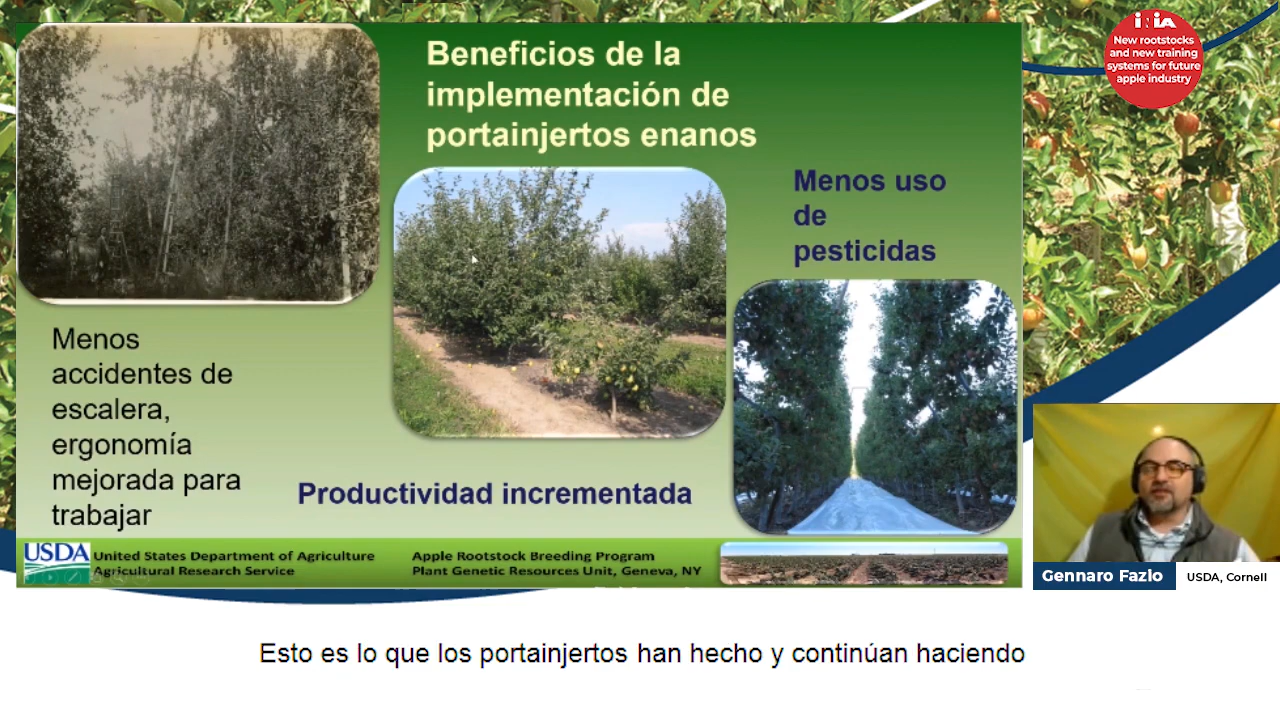 Beneficios de la
implementación de
portainjertos enanos
Menos uso
de
pesticidas
Menos
accidentes de
escalera,
ergonomía
mejorada para
trabajar
Productividad incrementada
USDA
United States Department of Agriculture
Agricultural Research Service
Apple Rootstock Breeding Program
Plant Genetic Resources Unit, Geneva, NY
iNiA
New rootstocks
and new training
systems for future
apple industry
Gennaro Fazio
USDA, Cornell
Esto es lo que los portainjertos han hecho y continúan haciendo